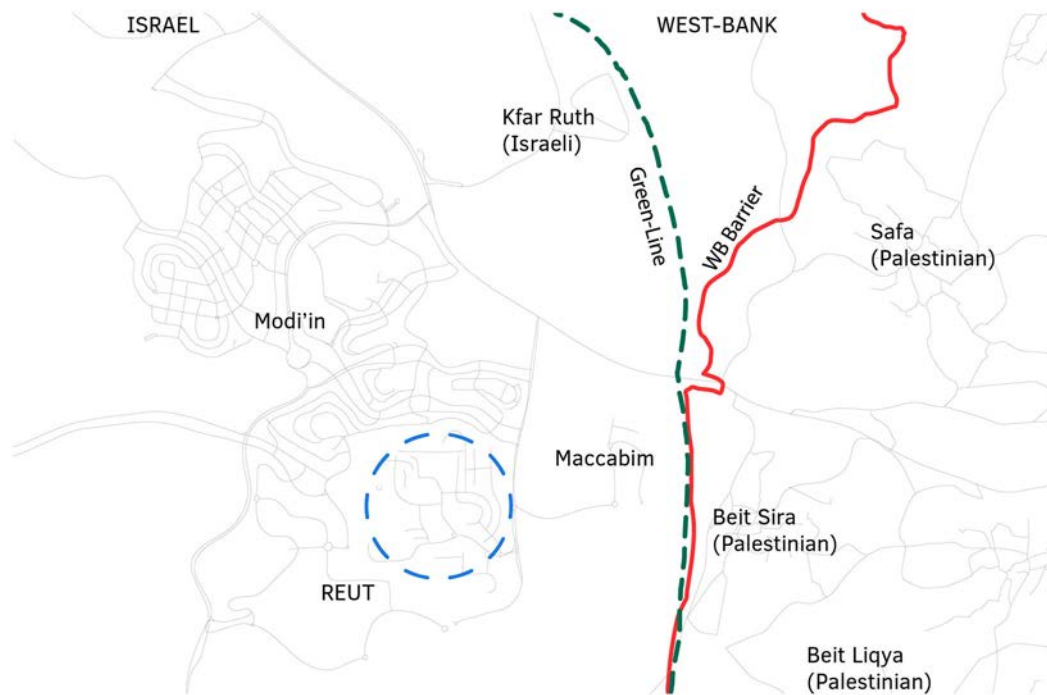 ISRAEL
WEST-BANK
Kfar Ruth
(Israeli)
Green-Line
WB Barrier
Safa
(Palestinian)
Modi'in
Maccabim
Beit Sira
(Palestinian)
REUT
Beit Liqya
(Palestinian)